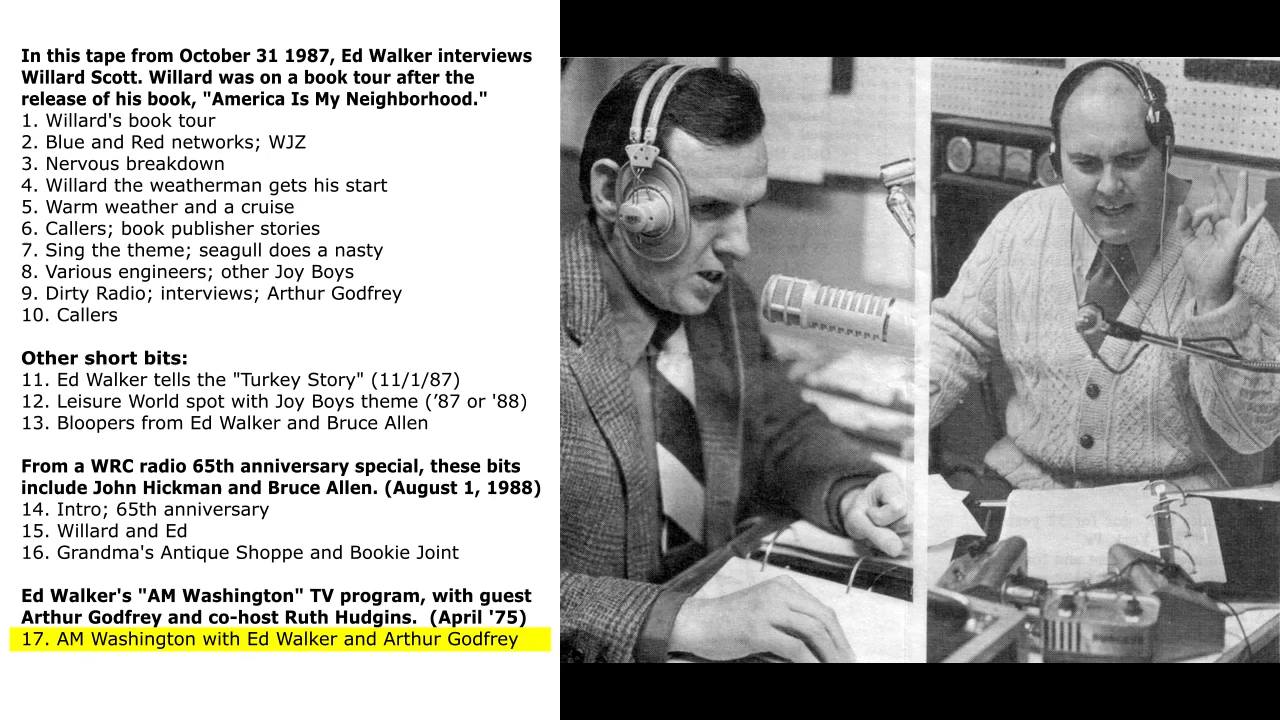 In this tape from October 31 1987, Ed Walker interviews
Willard Scott. Willard was on a book tour after the
release of his book, "America Is My Neighborhood."
1. Willard's book tour
2. Blue and Red networks; WJZ
3. Nervous breakdown
4. Willard the weatherman gets his start
5. Warm weather and a cruise
6. Callers; book publisher stories
7. Sing the theme; seagull does a nasty
8. Various engineers; other Joy Boys
9. Dirty Radio; interviews; Arthur Godfrey
10. Callers
Other short bits:
11. Ed Walker tells the "Turkey Story" (11/1/87)
12. Leisure World spot with Joy Boys theme (’87 or '88)
13. Bloopers from Ed Walker and Bruce Allen
From a WRC radio 65th anniversary special, these bits
include John Hickman and Bruce Allen. (August 1, 1988)
14. Intro; 65th anniversary
15. Willard and Ed
16. Grandma's Antique Shoppe and Bookie Joint
Ed Walker's "AM Washington" TV program, with guest
Arthur Godfrey and co-host Ruth Hudgins.  (April '75)
17. AM Washington with Ed Walker and Arthur Godfrey